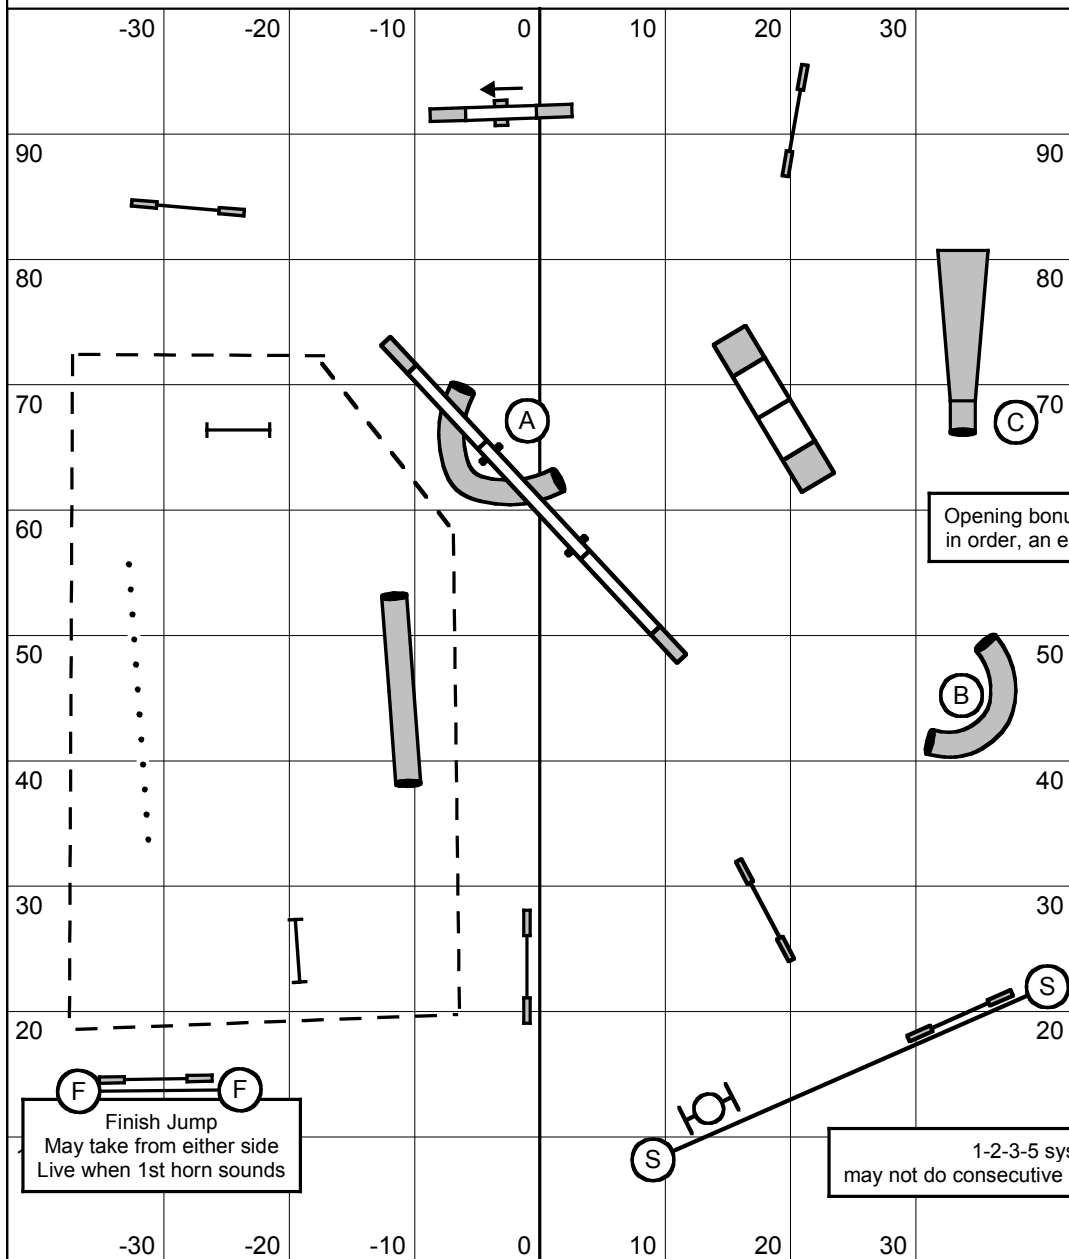 -30 -20 -10 0 10 20 30
90 90
80 80
A
70 C 70
60
Opening bonu
in order, an e
50 50
B
40 40
30 30
S
20 20
F F
Finish Jump
May take from either side
Live when 1st horn sounds
S
1-2-3-5 sys
may not do consecutive
-30 -20 -10 0 10 20 30